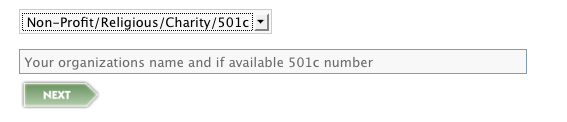 Non-Profit/Religious/Charity/501c
Your organizations name and if available 501c number
NEXT